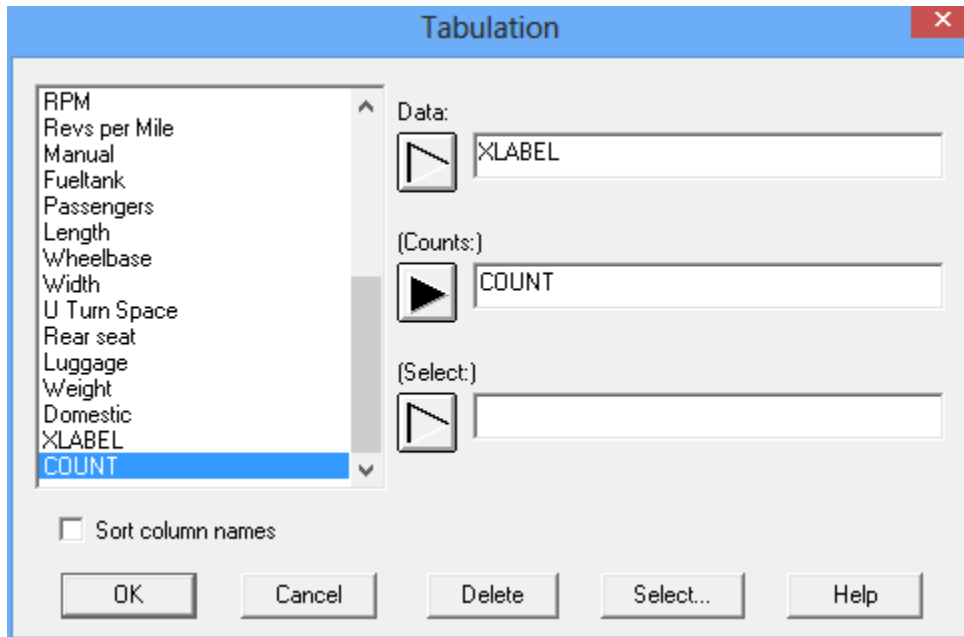 Tabulation
RPM
Revs per Mile
Manual
Fueltank
Passengers
Length
Wheelbase
Width
U Turn Space
Rear seat
Luggage
Weight
Domestic
XLABEL
COUNT
Data:
XLABEL
(Counts:)
COUNT
(Select:)
Sort column names
OK Cancel Delete Select... Help